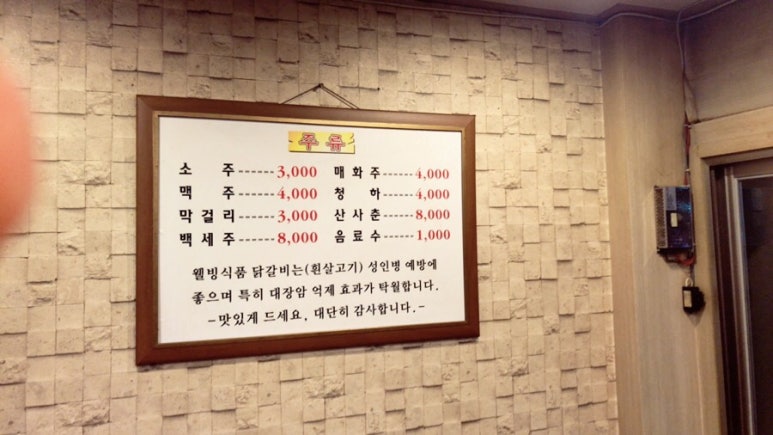 주류
소 주------3,000 매화주-----4,000
맥 주------4,000 청 하-----4,000
막걸리------3,000 산사춘-----8,000
백세주------8,000 음료수-----1,000
웰빙식품 닭갈비는(흰살고기) 성인병 예방에
좋으며 특히 대장암 억제 효과가 탁월합니다.
-맛있게 드세요, 대단히 감사합니다.-